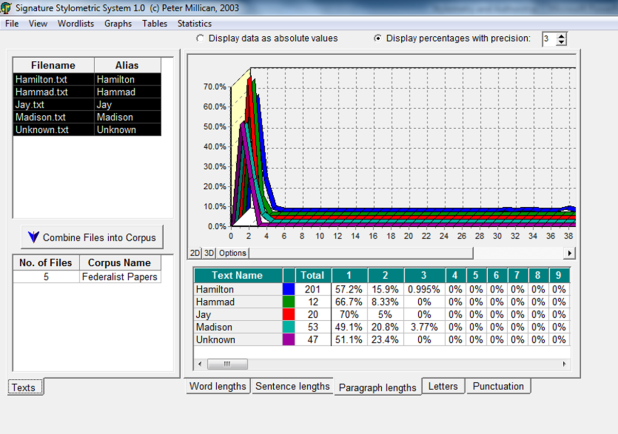 Signature Stylometric System 1.0 (c) Peter Millican, 2003
File View Wordlists Graphs Tables Statistics
Display data as absolute values Display percentages with precision: 3
Filename Alias
Hamilton.txt Hamilton
Hammad.txt Hammad
Jay.txt Jay
Madison.txt Madison
Unknown.txt Unknown
Combine Files into Corpus
No. of Files Corpus Name
5 Federalist Papers
Texts
70.0%
60.0%
50.0%
40.0%
30.0%
20.0%
10.0%
0.0%
0 2 4 6 8 10 12 14 16 18 20 22 24 26 28 30 32 34 36 38
2D 3D Options
Text Name Total 1 2 3 4 5 6 7 8 9
Hamilton 201 57.2% 15.9% 0.995% 0% 0% 0% 0% 0% 0%
Hammad 12 66.7% 8.33% 0% 0% 0% 0% 0% 0% 0%
Jay 20 70% 5% 0% 0% 0% 0% 0% 0% 0%
Madison 53 49.1% 20.8% 3.77% 0% 0% 0% 0% 0% 0%
Unknown 47 51.1% 23.4% 0% 0% 0% 0% 0% 0% 0%
Word lengths Sentence lengths Paragraph lengths Letters Punctuation